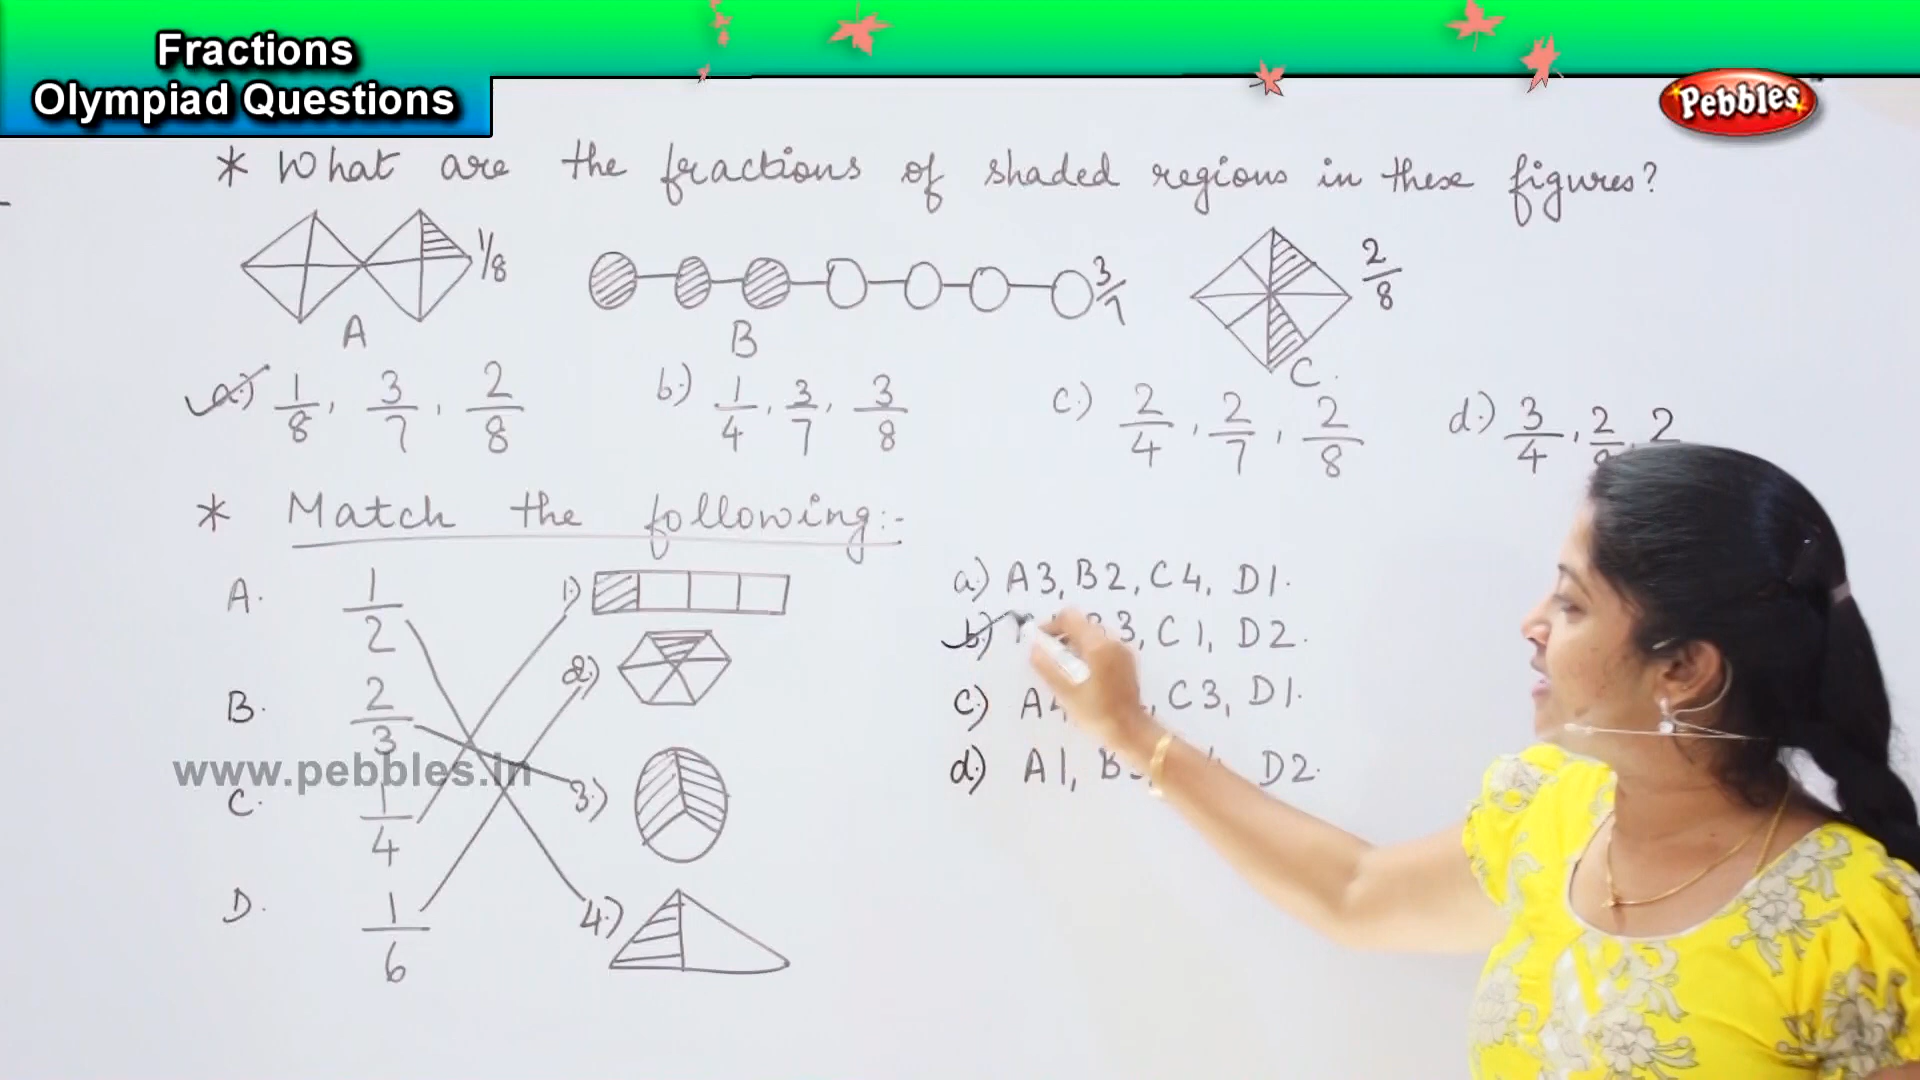 Fractions
Olympiad Questions
Pebbles
* What are the fractions of shaded regions in these figures?
1/8
3/7
2/8
A
B
C.
a.) 1/8, 3/7, 2/8
b.) 1/4, 3/7, 3/8
c.) 2/4, 2/7, 2/8
d.) 3/4, 2
* Match the following:-
A. 1/2 1)
B. 2/3 2)
C. 1/4 3.)
D. 1/6 4.)
a.) A3, B2, C4, D1.
b.) 3, C1, D2.
c.) C3, D1.
d.) A1, D2.
www.pebbles.in